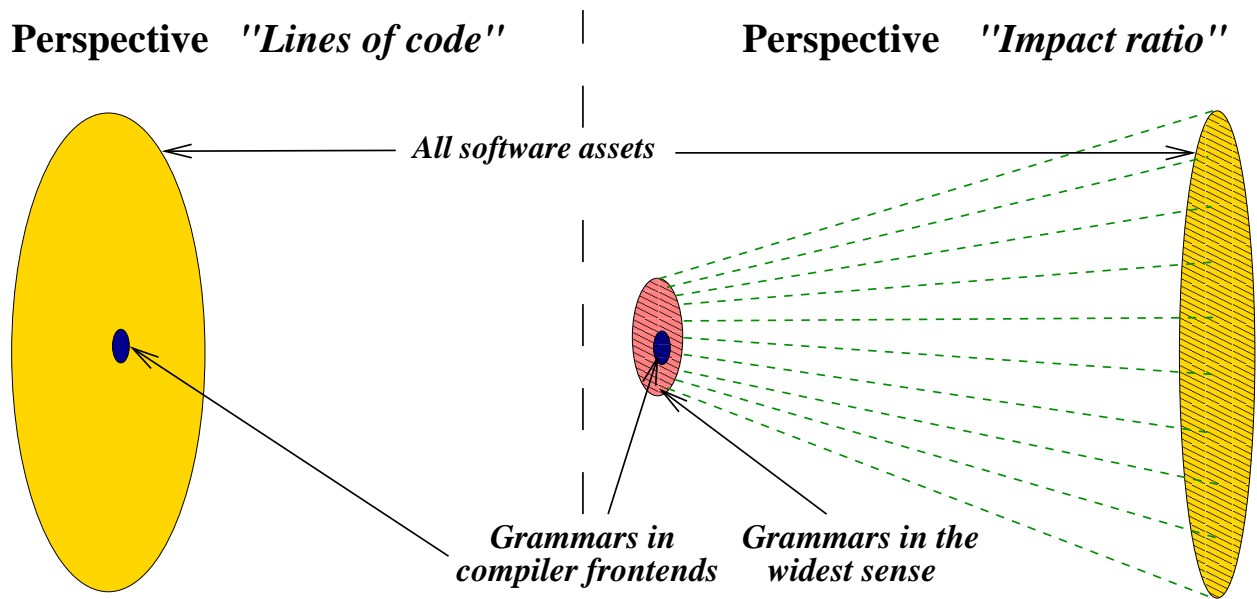 Perspective "Lines of code"
Perspective "Impact ratio"
All software assets
Grammars in
compiler frontends
Grammars in the
widest sense